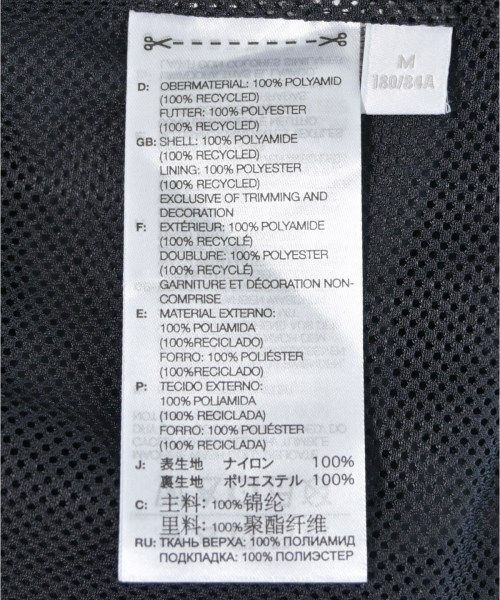 M
180/84A
D: OBERMATERIAL: 100% POLYAMID
(100% RECYCLED)
FUTTER: 100% POLYESTER
(100% RECYCLED)
GB: SHELL: 100% POLYAMIDE
(100% RECYCLED)
LINING: 100% POLYESTER
(100% RECYCLED)
EXCLUSIVE OF TRIMMING AND
DECORATION
F: EXTÉRIEUR: 100% POLYAMIDE
(100% RECYCLÉ)
DOUBLURE: 100% POLYESTER
(100% RECYCLÉ)
GARNITURE ET DÉCORATION NON-
COMPRISE
E: MATERIAL EXTERNO:
100% POLIAMIDA
(100%RECICLADO)
FORRO: 100% POLIÉSTER
(100%RECICLADO)
P: TECIDO EXTERNO:
100% POLIAMIDA
(100% RECICLADA)
FORRO: 100% POLIÉSTER
(100% RECICLADA)
J: 表生地 ナイロン 100%
裏生地 ポリエステル 100%
C: 主料: 100%锦纶
里料: 100%聚酯纤维
RU: ТКАНЬ ВЕРХА: 100% ПОЛИАМИД
ПОДКЛАДКА: 100% ПОЛИЭСТЕР